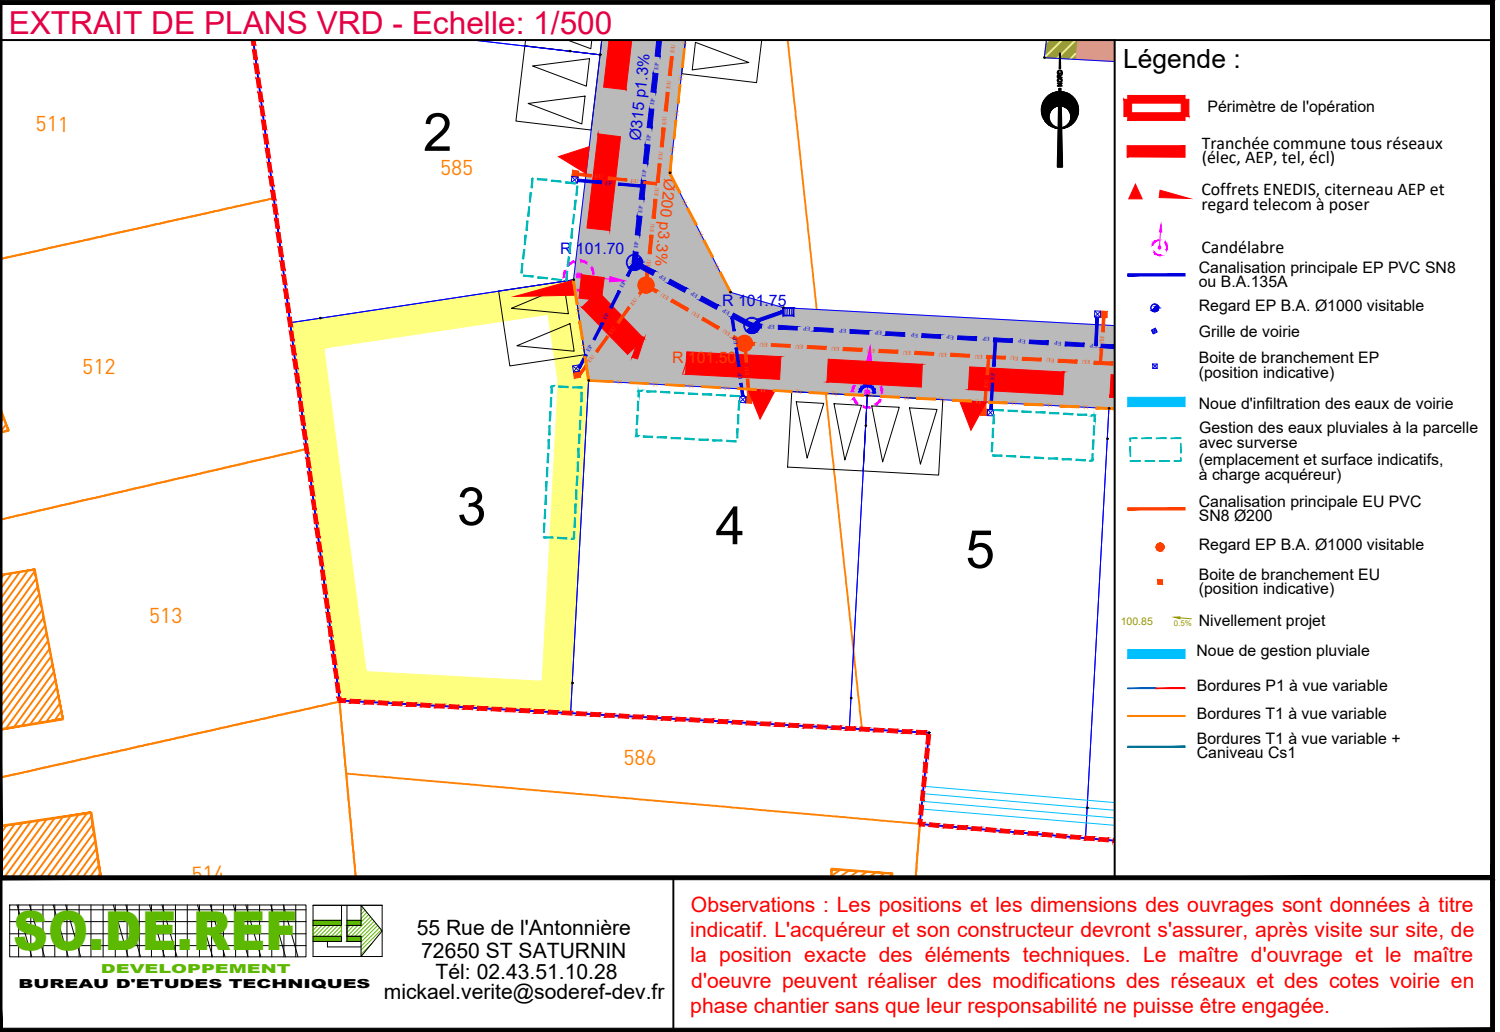 EXTRAIT DE PLANS VRD - Echelle: 1/500
511
2
585
512
513
514
3
4
5
586
Ø315 p1.3%
Ø200 p3.3%
R 101.70
R 101.75
R 101.50
NORD
Légende :
Périmètre de l'opération
Tranchée commune tous réseaux
(élec, AEP, tel, écl)
Coffrets ENEDIS, citerneau AEP et
regard telecom à poser
Candélabre
Canalisation principale EP PVC SN8
ou B.A.135A
Regard EP B.A. Ø1000 visitable
Grille de voirie
Boite de branchement EP
(position indicative)
Noue d'infiltration des eaux de voirie
Gestion des eaux pluviales à la parcelle
avec surverse
(emplacement et surface indicatifs,
à charge acquéreur)
Canalisation principale EU PVC
SN8 Ø200
Regard EP B.A. Ø1000 visitable
Boite de branchement EU
(position indicative)
100.85 0.5% Nivellement projet
Noue de gestion pluviale
Bordures P1 à vue variable
Bordures T1 à vue variable
Bordures T1 à vue variable +
Caniveau Cs1
SO.DE.REF
DEVELOPPEMENT
BUREAU D'ETUDES TECHNIQUES
55 Rue de l'Antonnière
72650 ST SATURNIN
Tél: 02.43.51.10.28
mickael.verite@soderef-dev.fr
Observations : Les positions et les dimensions des ouvrages sont données à titre
indicatif. L'acquéreur et son constructeur devront s'assurer, après visite sur site, de
la position exacte des éléments techniques. Le maître d'ouvrage et le maître
d'oeuvre peuvent réaliser des modifications des réseaux et des cotes voirie en
phase chantier sans que leur responsabilité ne puisse être engagée.